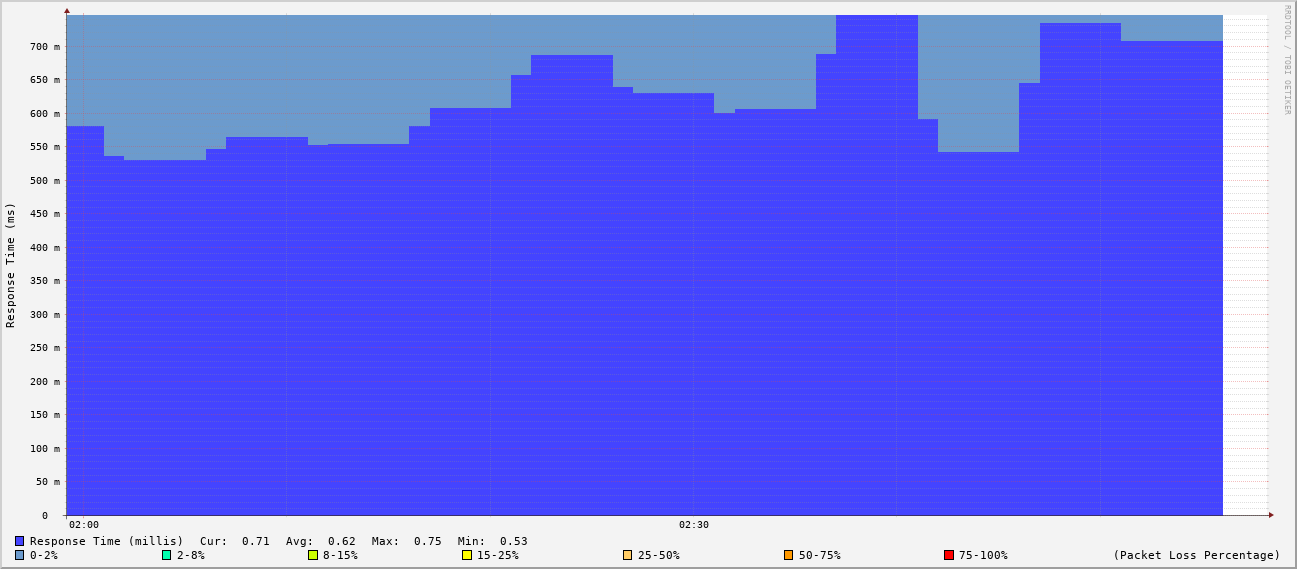 RRDTOOL / TOBI OETIKER
Response Time (ms)
700 m
650 m
600 m
550 m
500 m
450 m
400 m
350 m
300 m
250 m
200 m
150 m
100 m
50 m
0
02:00 02:30
Response Time (millis) Cur: 0.71 Avg: 0.62 Max: 0.75 Min: 0.53
0-2% 2-8% 8-15% 15-25% 25-50% 50-75% 75-100% (Packet Loss Percentage)